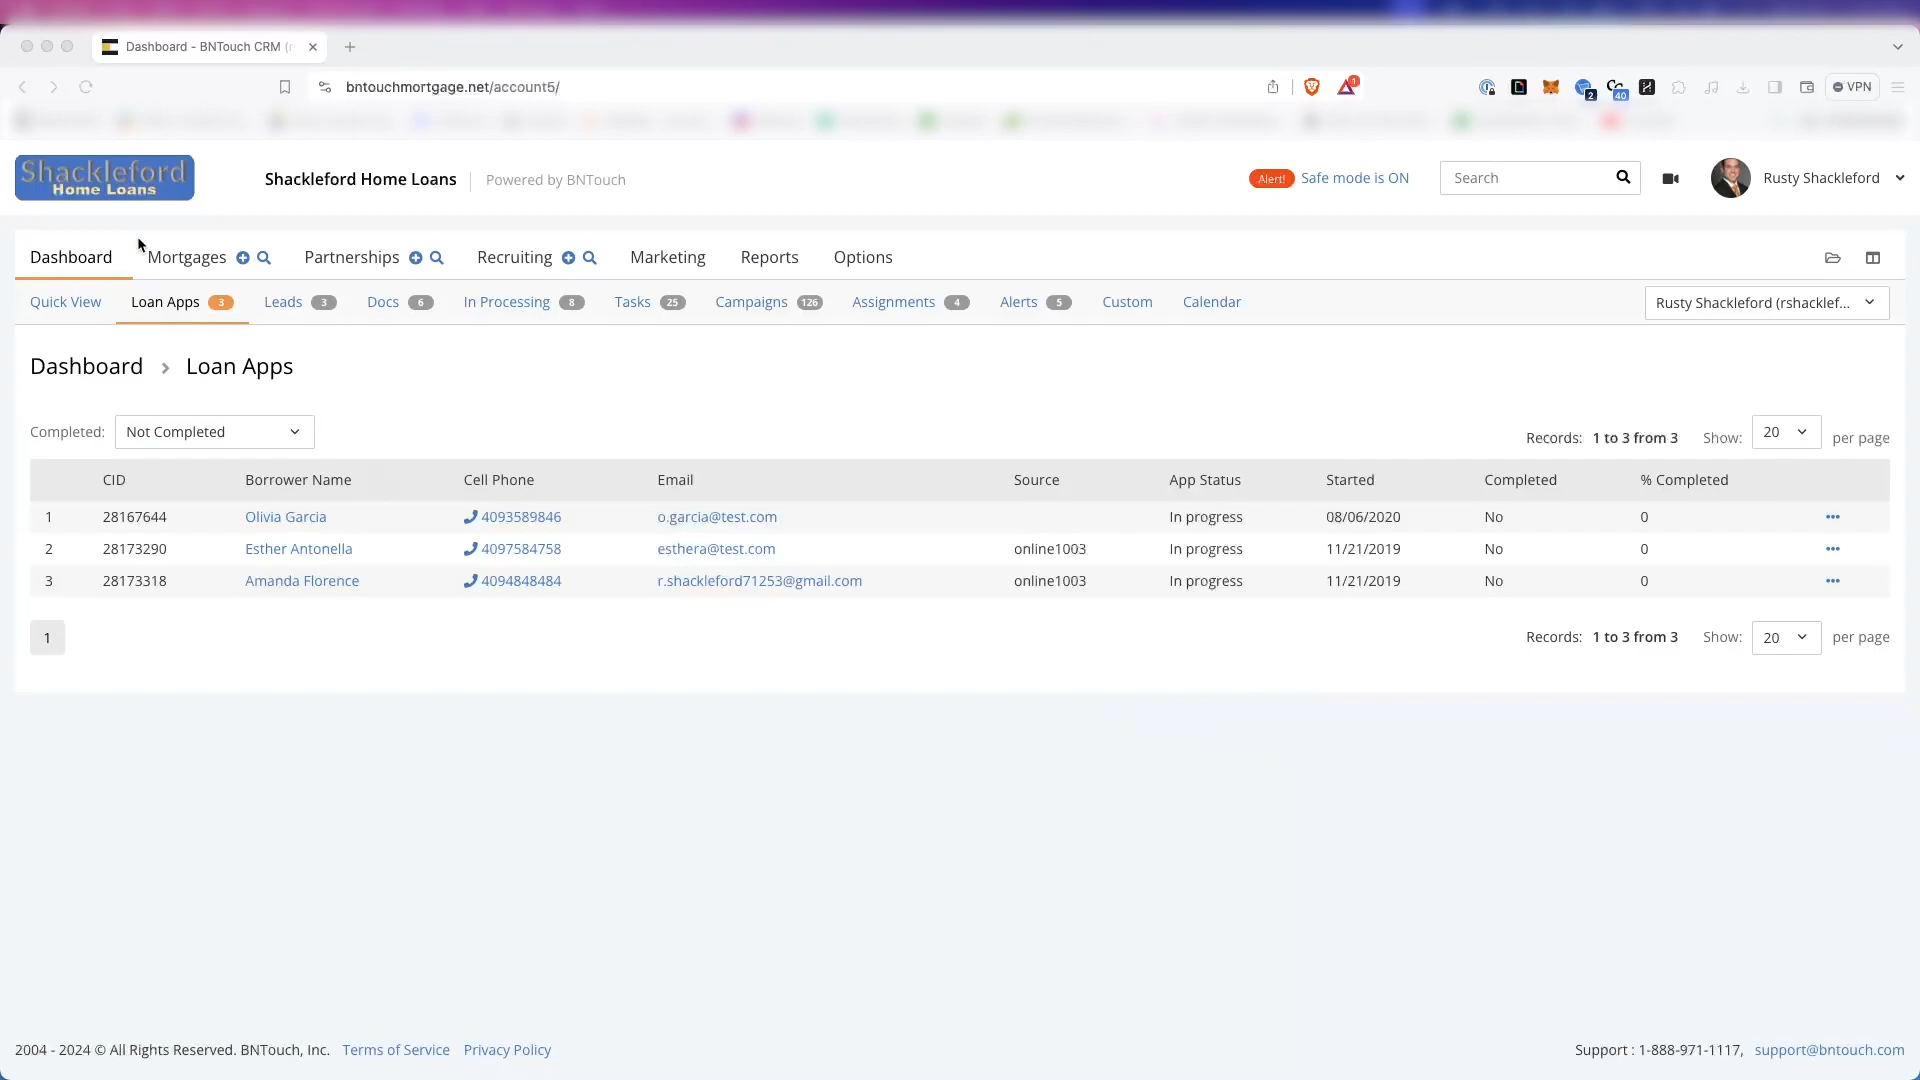 Dashboard - BNTouch CRM (
bntouchmortgage.net/account5/
1
2
40
VPN
Shackleford
Home Loans
Shackleford Home Loans
Powered by BNTouch
Alert! Safe mode is ON
Search
Rusty Shackleford
Dashboard Mortgages Partnerships Recruiting Marketing Reports Options
Quick View Loan Apps 3 Leads 3 Docs 6 In Processing 8 Tasks 25 Campaigns 126 Assignments 4 Alerts 5 Custom Calendar Rusty Shackleford (rshacklef...
Dashboard > Loan Apps
Completed: Not Completed
Records: 1 to 3 from 3 Show: 20 per page
CID Borrower Name Cell Phone Email Source App Status Started Completed % Completed
1 28167644 Olivia Garcia 4093589846 o.garcia@test.com In progress 08/06/2020 No 0 •••
2 28173290 Esther Antonella 4097584758 esthera@test.com online1003 In progress 11/21/2019 No 0 •••
3 28173318 Amanda Florence 4094848484 r.shackleford71253@gmail.com online1003 In progress 11/21/2019 No 0 •••
1
Records: 1 to 3 from 3 Show: 20 per page
2004 - 2024 © All Rights Reserved. BNTouch, Inc. Terms of Service Privacy Policy
Support : 1-888-971-1117, support@bntouch.com